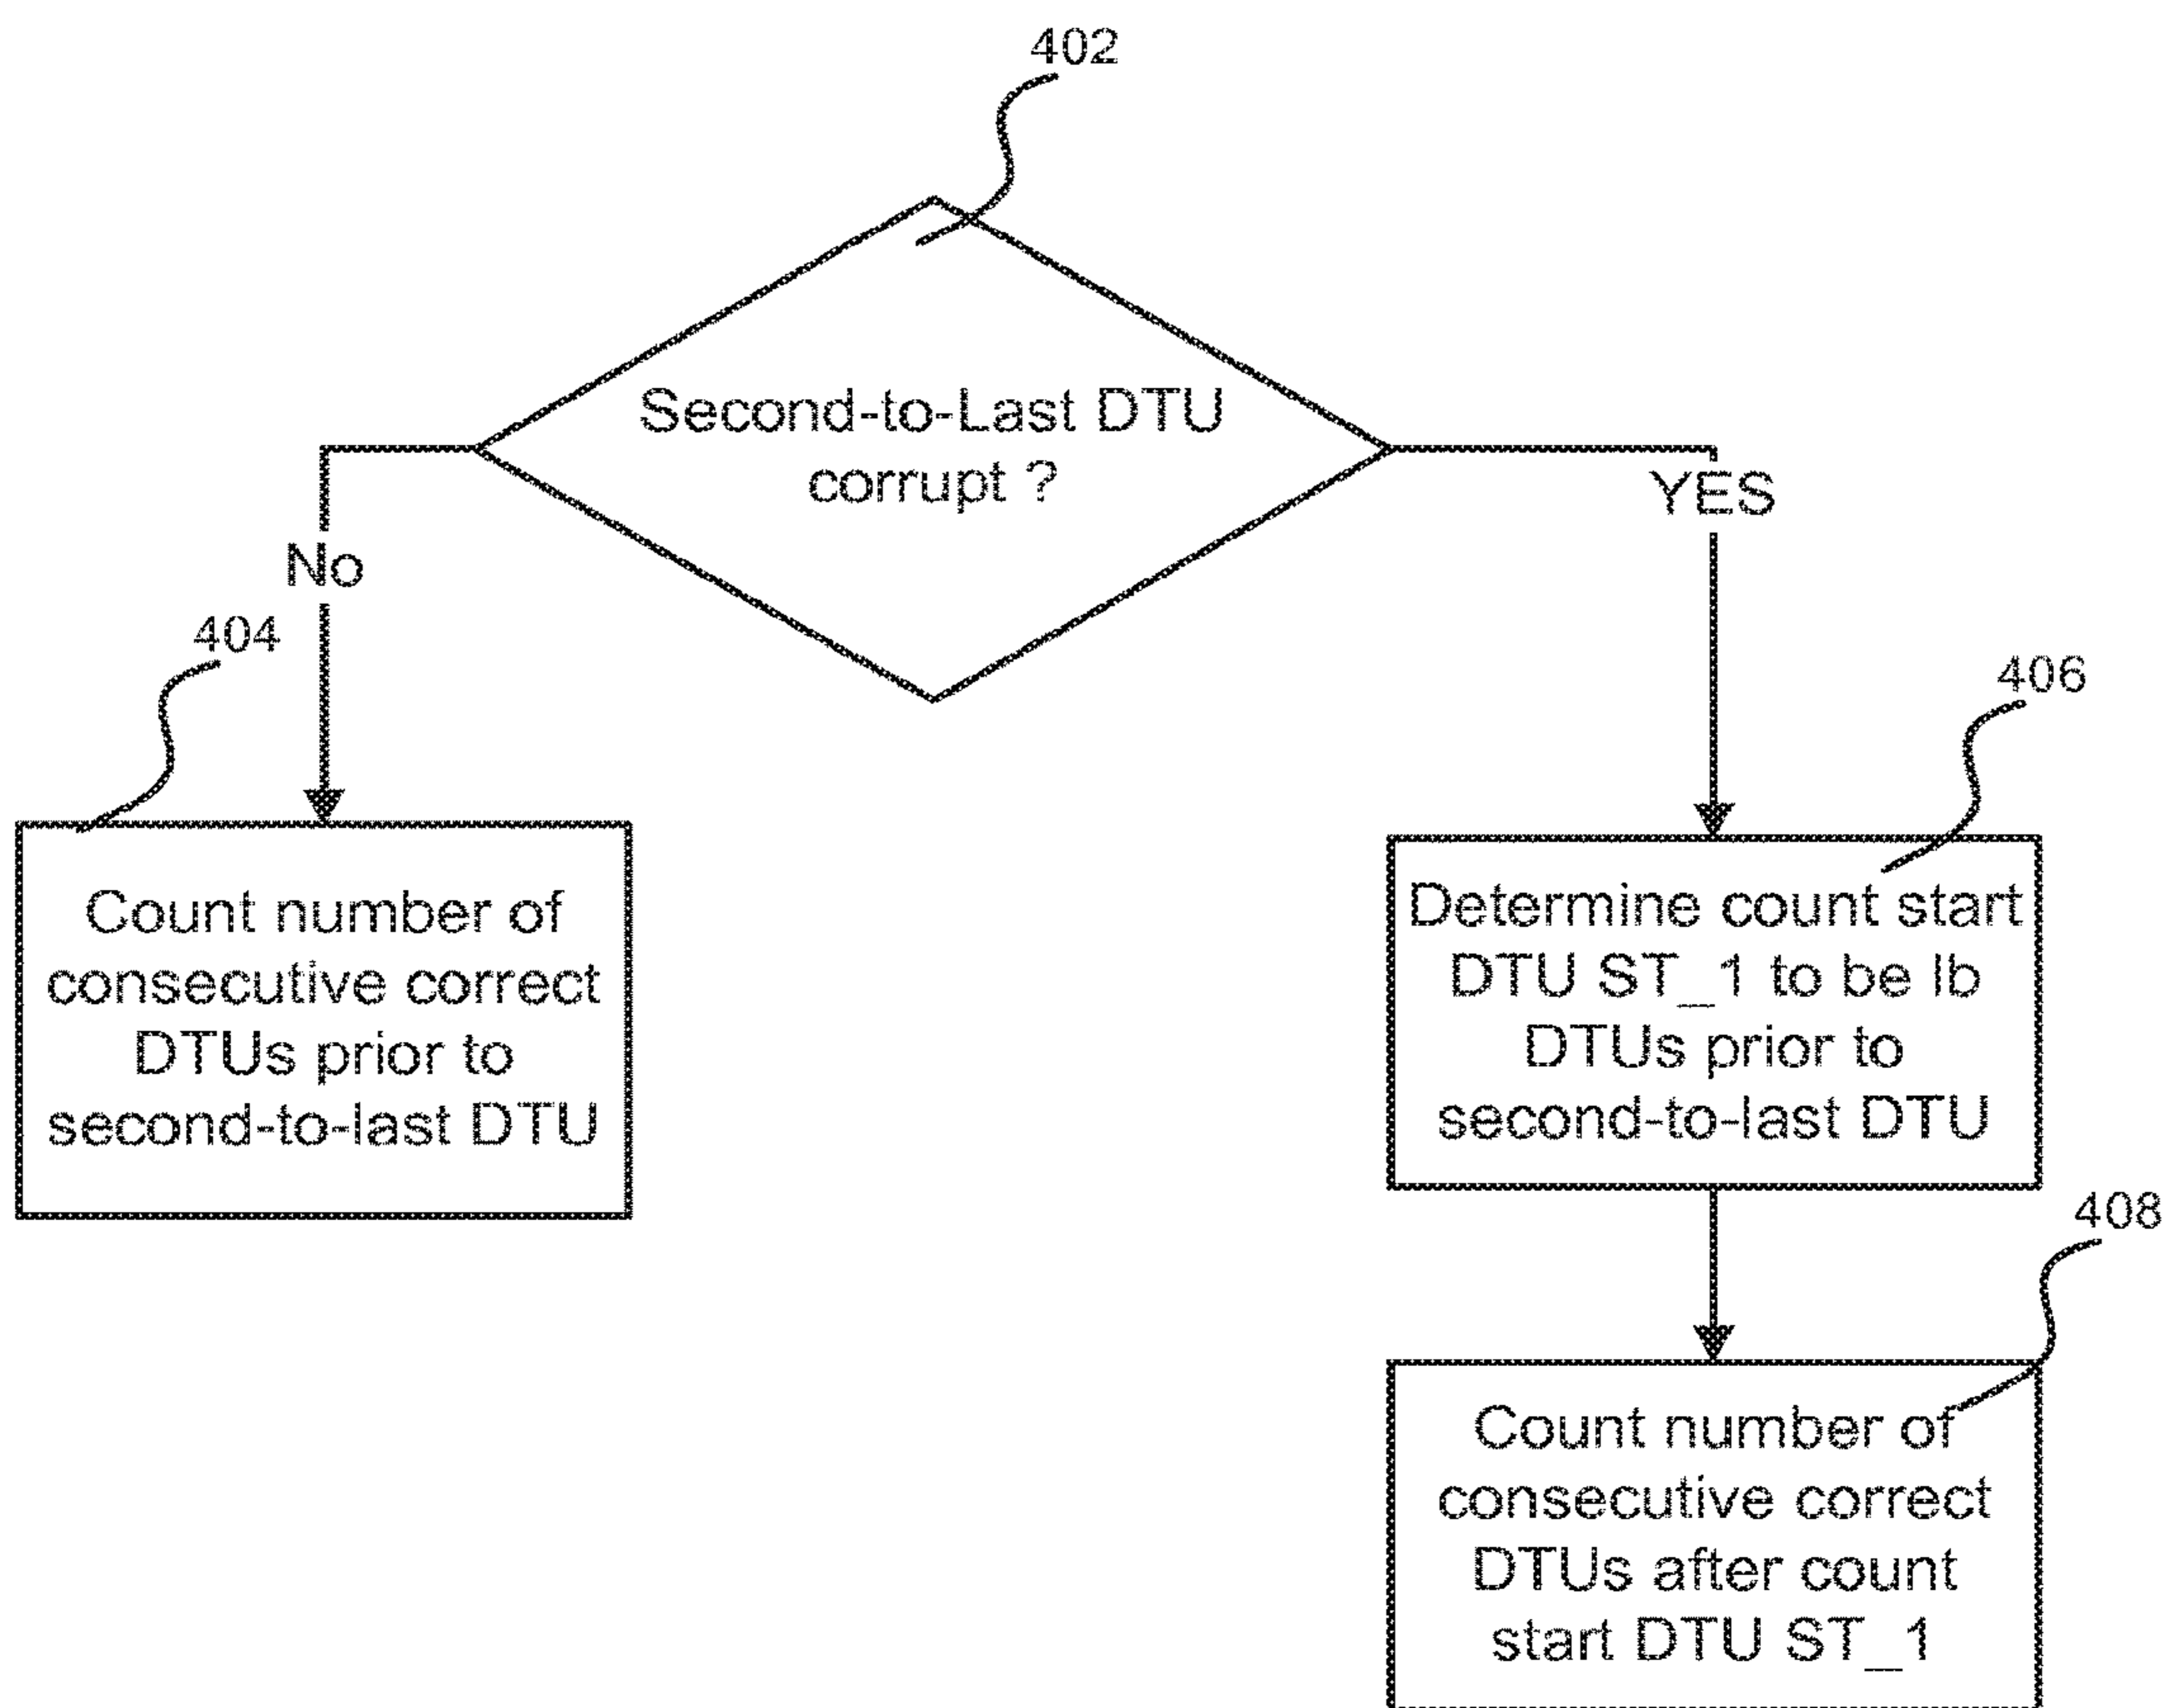 402
Second-to-Last DTU
corrupt ?
No
YES
404
Count number of
consecutive correct
DTUs prior to
second-to-last DTU
406
Determine count start
DTU ST_1 to be lb
DTUs prior to
second-to-last DTU
408
Count number of
consecutive correct
DTUs after count
start DTU ST_1